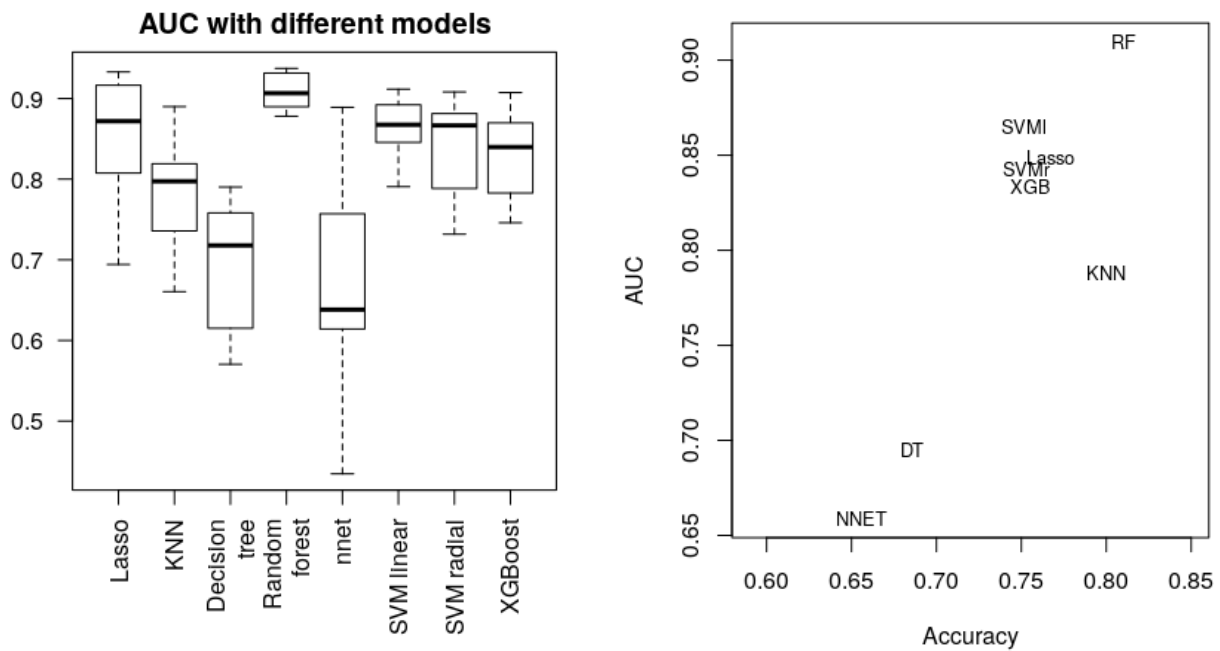 AUC with different models
0.9
0.8
0.7
0.6
0.5
Lasso
KNN
Decision
tree
Random
forest
nnet
SVM linear
SVM radial
XGBoost
AUC
0.90
0.85
0.80
0.75
0.70
0.65
RF
SVMl
Lasso
SVMr
XGB
KNN
DT
NNET
0.60 0.65 0.70 0.75 0.80 0.85
Accuracy